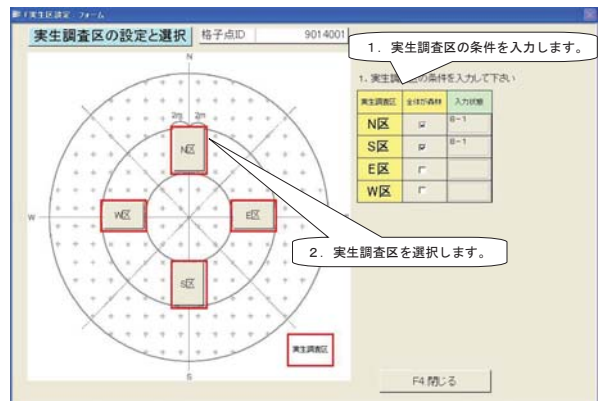 F実生区設定 フォーム
実生調査区の設定と選択
格子点ID 9014001
1．実生調査区の条件を入力します。
1．実生調査区の条件を入力して下さい
実生調査区 全体が森林 入力状態
N区 8-1
S区 8-1
E区
W区
N
2m 2m
N区
W W区 E区
2．実生調査区を選択します。
S区
実生調査区
S
F4 閉じる